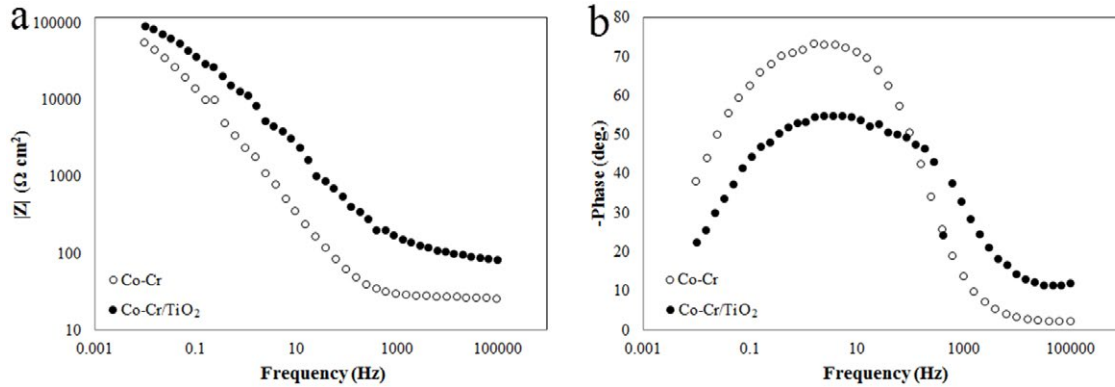 a
100000
10000
1000
100
10
|Z| (Ω cm²)
Co-Cr
Co-Cr/TiO₂
0.001 0.1 10 1000 100000
Frequency (Hz)
b
80
70
60
50
40
30
20
10
0
-Phase (deg.)
Co-Cr
Co-Cr/TiO₂
0.001 0.1 10 1000 100000
Frequency (Hz)